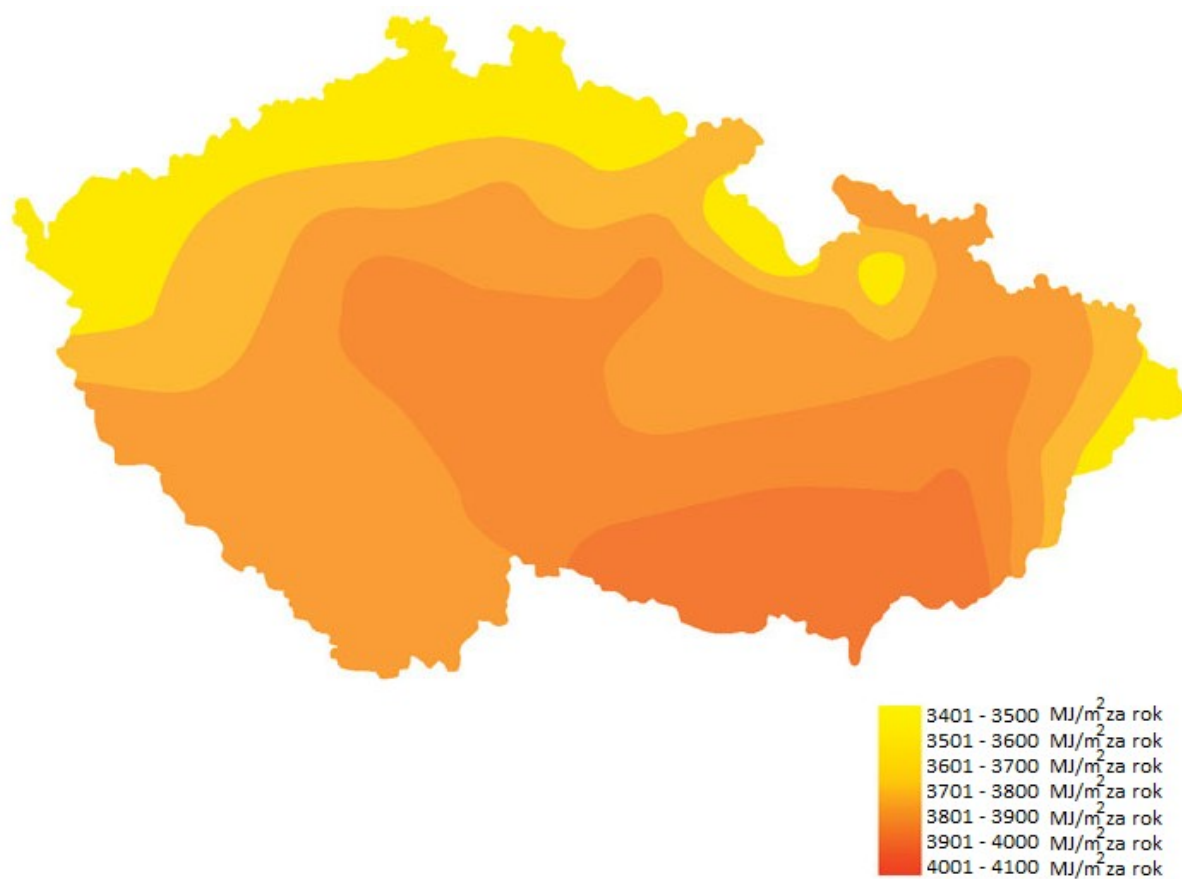 3401 - 3500 MJ/m² za rok
3501 - 3600 MJ/m² za rok
3601 - 3700 MJ/m² za rok
3701 - 3800 MJ/m² za rok
3801 - 3900 MJ/m² za rok
3901 - 4000 MJ/m² za rok
4001 - 4100 MJ/m² za rok